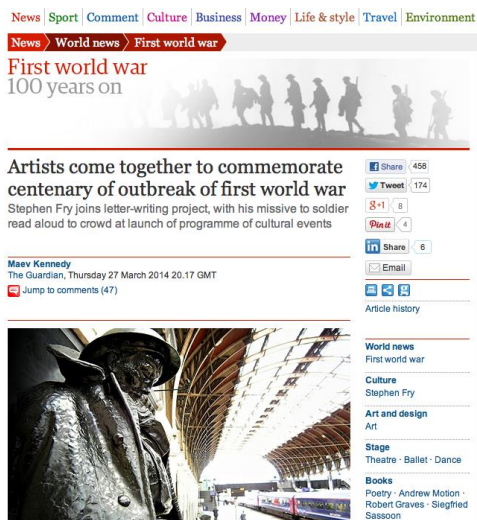 News Sport Comment Culture Business Money Life & style Travel Environment
News World news First world war
First world war
100 years on
Artists come together to commemorate
centenary of outbreak of first world war
Stephen Fry joins letter-writing project, with his missive to soldier
read aloud to crowd at launch of programme of cultural events
Maev Kennedy
The Guardian, Thursday 27 March 2014 20.17 GMT
Jump to comments (47)
Share 458
Tweet 174
g+1 8
Pin it 4
in Share 6
Email
Article history
World news
First world war
Culture
Stephen Fry
Art and design
Art
Stage
Theatre · Ballet · Dance
Books
Poetry · Andrew Motion ·
Robert Graves · Siegfried
Sassoon